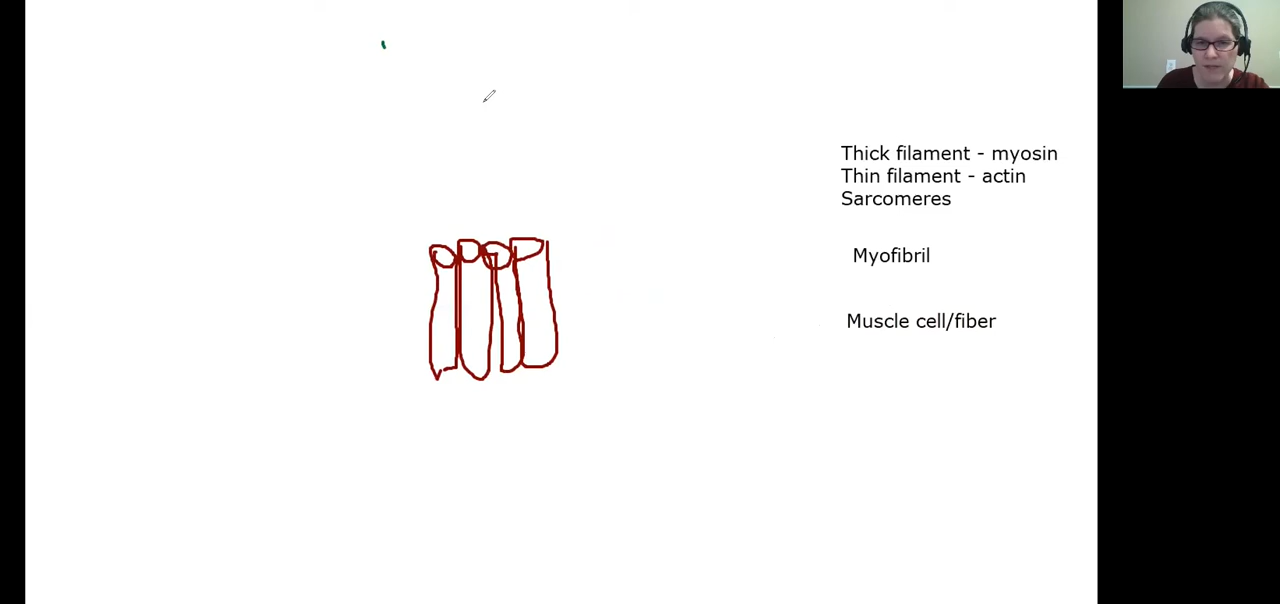 Thick filament - myosin
Thin filament - actin
Sarcomeres
Myofibril
Muscle cell/fiber